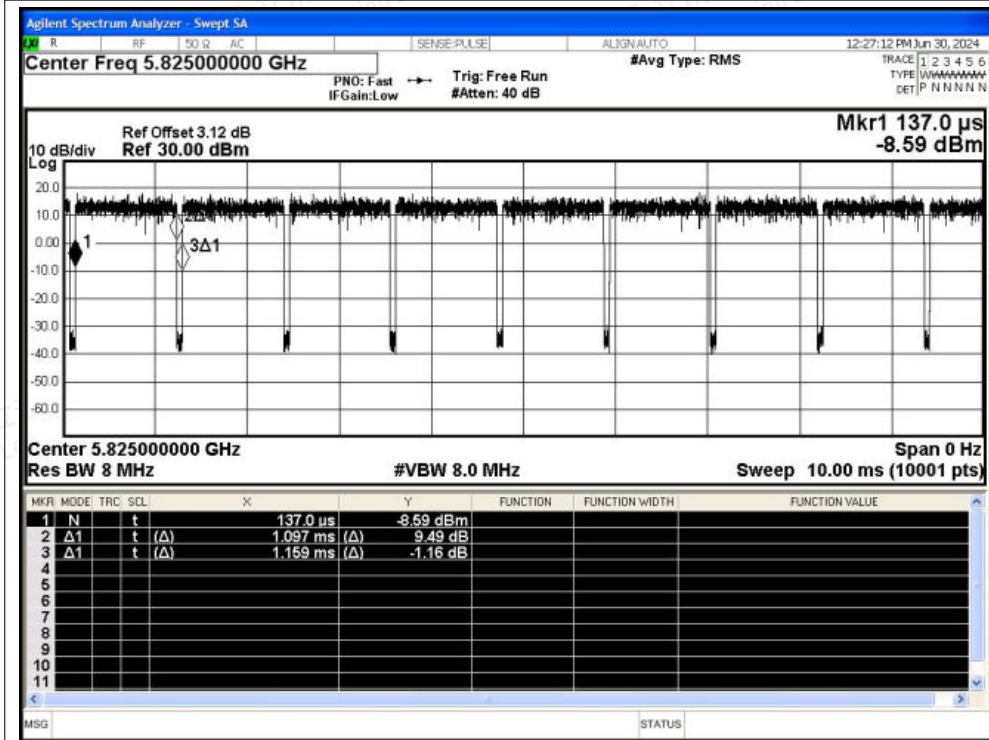 Agilent Spectrum Analyzer - Swept SA
LXI R RF 50 Ω AC SENSE:PULSE ALIGN AUTO 12:27:12 PM Jun 30, 2024
Center Freq 5.825000000 GHz #Avg Type: RMS TRACE 1 2 3 4 5 6
PNO: Fast Trig: Free Run TYPE WWWWWW
IFGain:Low #Atten: 40 dB DET P N N N N N
Mkr1 137.0 µs
Ref Offset 3.12 dB
10 dB/div Ref 30.00 dBm -8.59 dBm
Log
20.0
10.0
2Δ1
0.00
1
3Δ1
-10.0
-20.0
-30.0
-40.0
-50.0
-60.0
Center 5.825000000 GHz Span 0 Hz
Res BW 8 MHz #VBW 8.0 MHz Sweep 10.00 ms (10001 pts)
MKR MODE TRC SCL X Y FUNCTION FUNCTION WIDTH FUNCTION VALUE
1 N t 137.0 µs -8.59 dBm
2 Δ1 t (Δ) 1.097 ms (Δ) 9.49 dB
3 Δ1 t (Δ) 1.159 ms (Δ) -1.16 dB
4
5
6
7
8
9
10
11
MSG STATUS